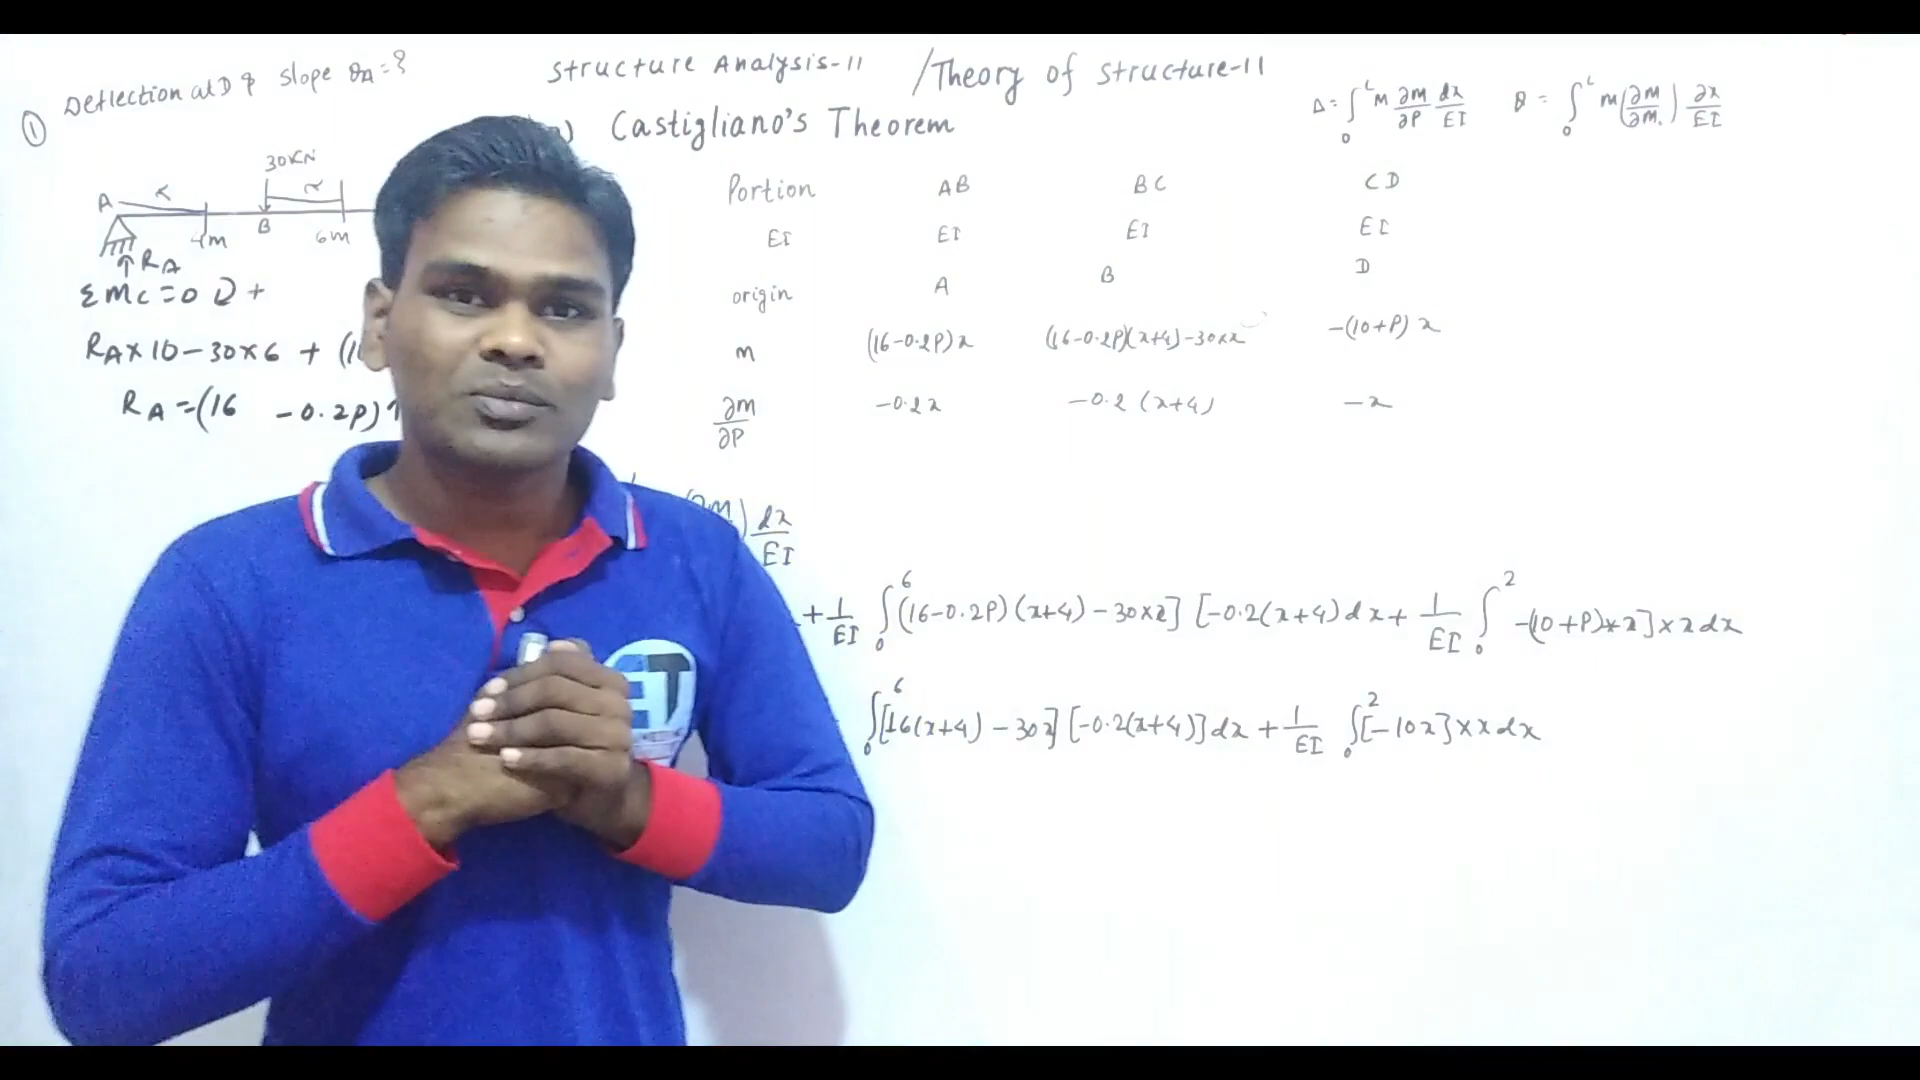 Structure Analysis-II / Theory of Structure-II
① Deflection at D & slope θA=?
Castigliano's Theorem
Δ = ∫₀ᴸ M ∂M/∂P dx/EI θ = ∫₀ᴸ M(∂M/∂M₁) ∂x/EI
30KN
A x x
4m B 6m
↑RA
ΣMc=0 ↻+
RA×10-30×6 + (1
RA=(16 -0.2P)↑
Portion AB BC CD
EI EI EI EI
origin A B D
m (16-0.2P)x (16-0.2P)(x+4)-30×x -(10+P)x
∂M/∂P -0.2x -0.2(x+4) -x
dx/EI
+1/EI ∫₀⁶ (16-0.2P)(x+4)-30×x] [-0.2(x+4)dx+ 1/EI ∫₀² -(10+P)*x]×xdx
∫₀⁶[16(x+4)-30x][-0.2(x+4)]dx+1/EI ∫₀²[-10x]××dx